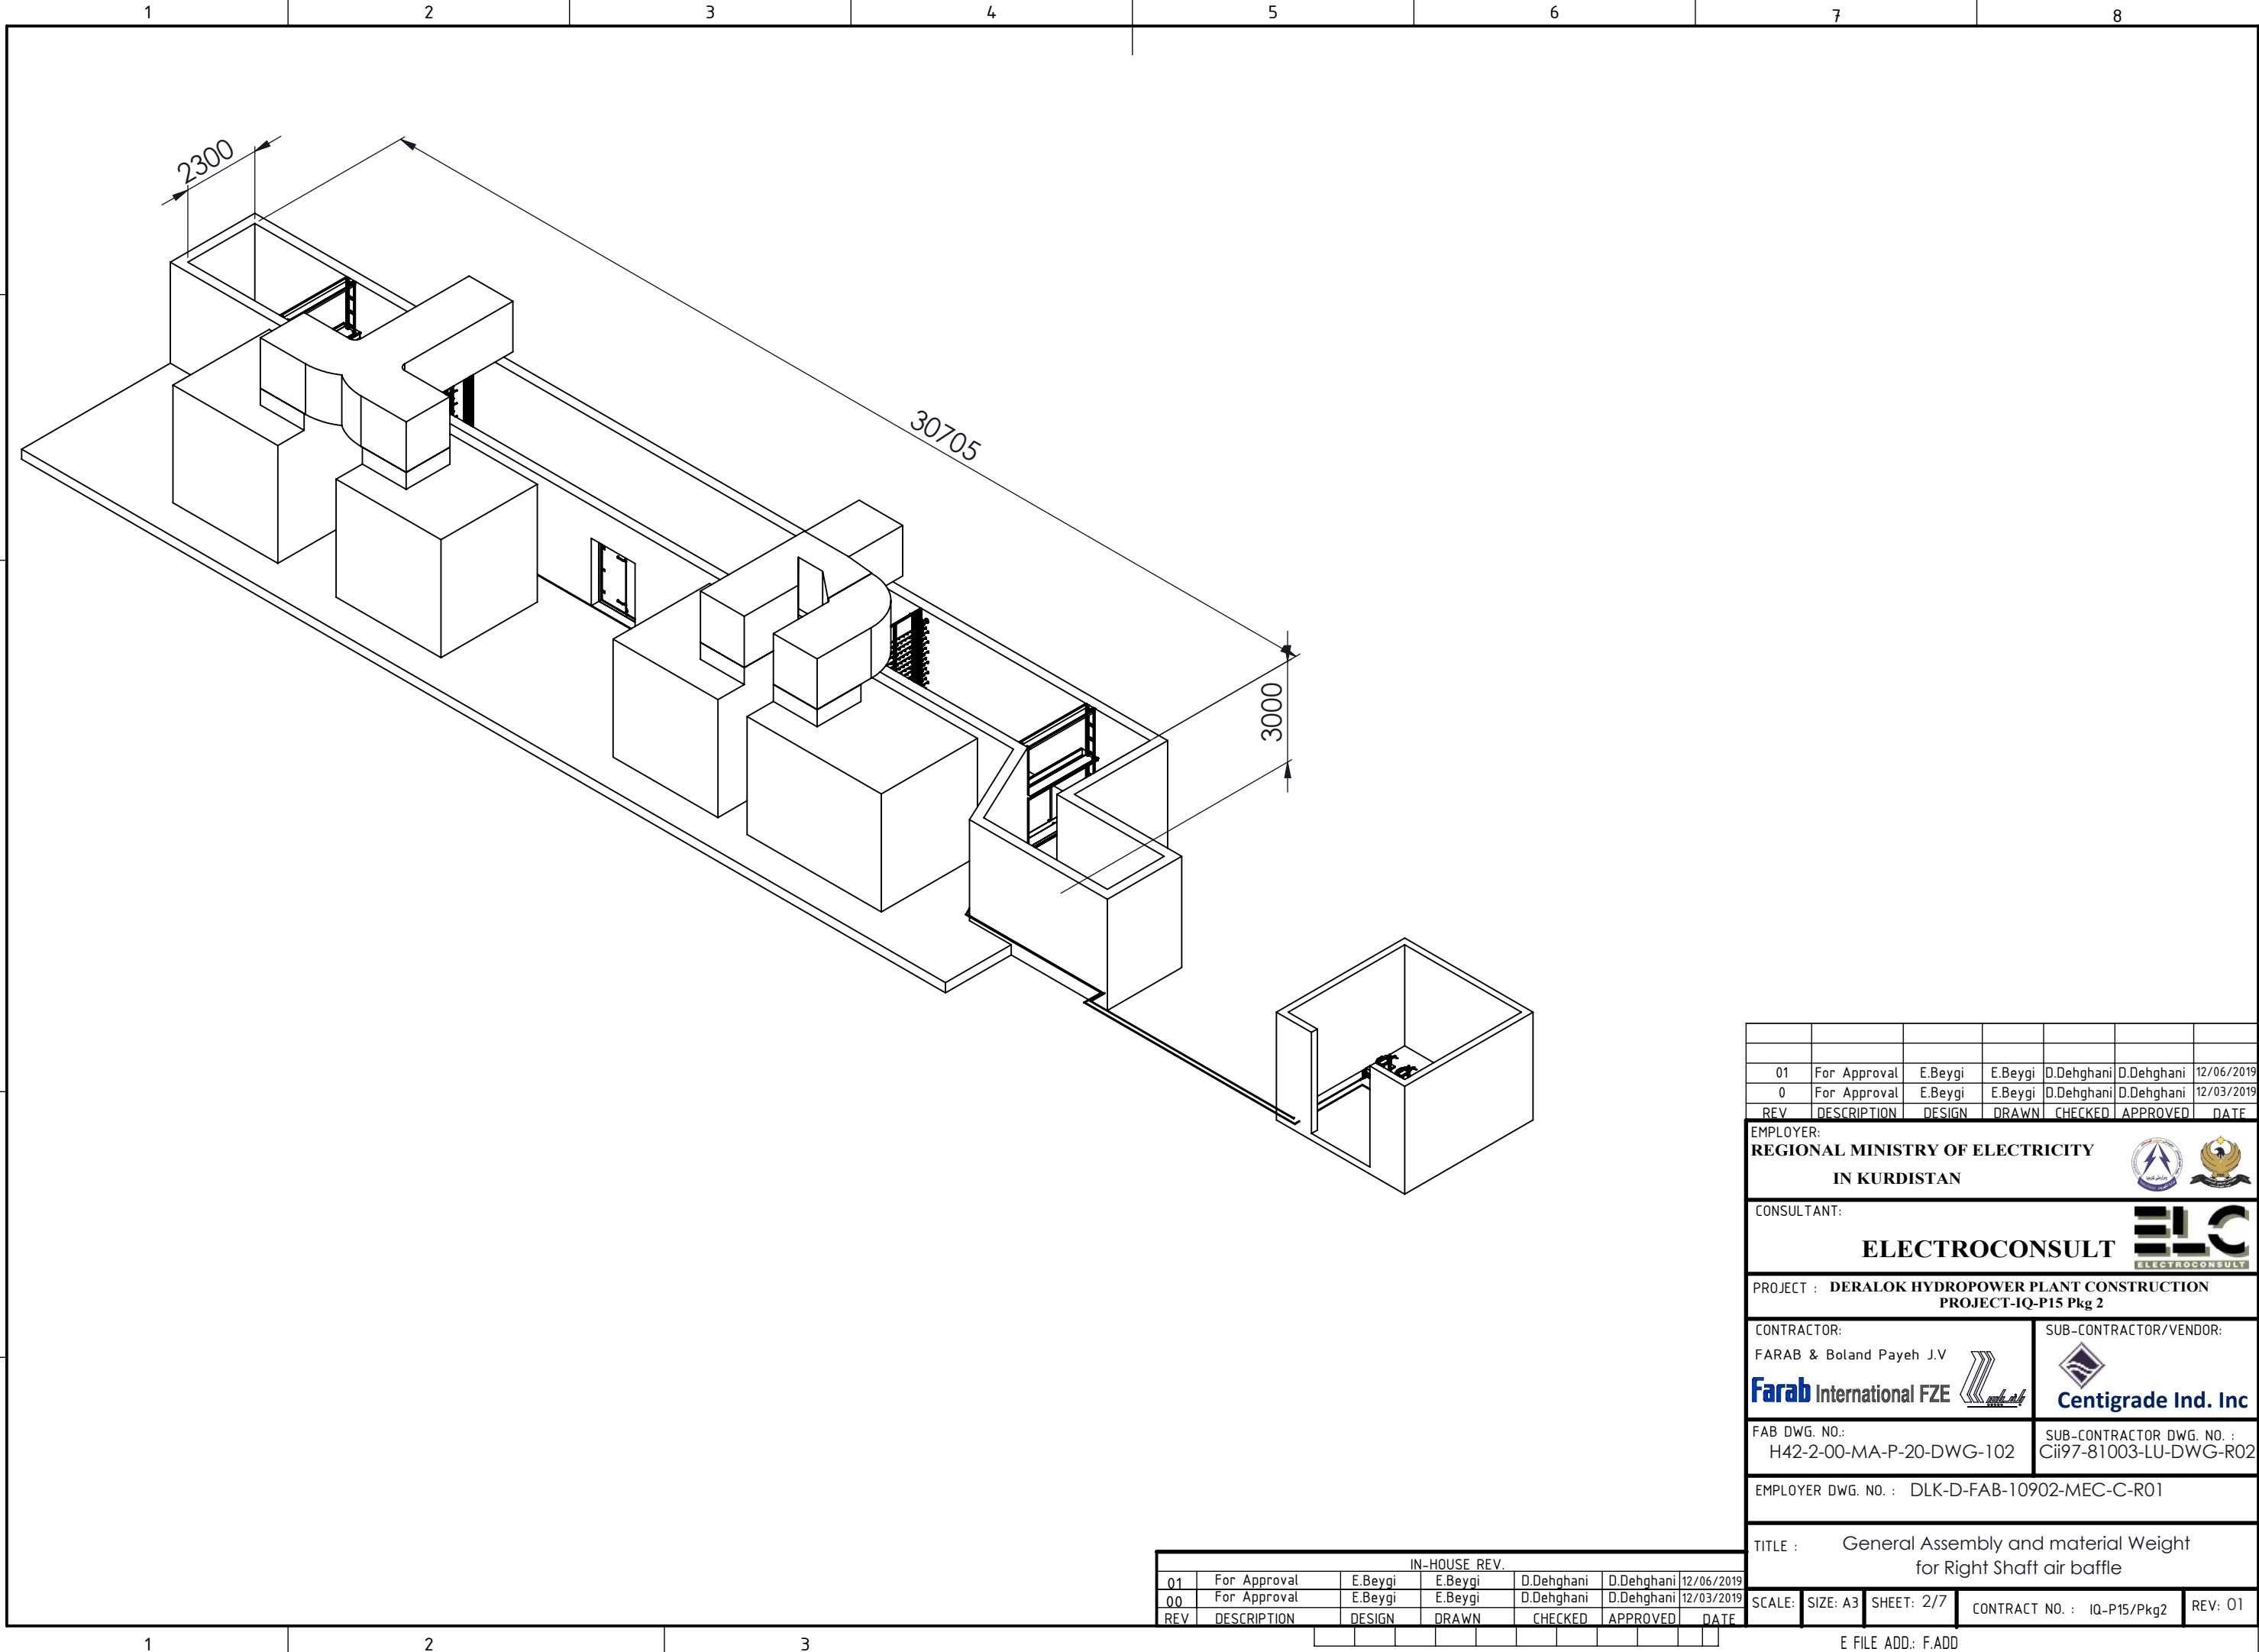 1 2 3 4 5 6 7 8
2300
30705
3000
01 For Approval E.Beygi E.Beygi D.Dehghani D.Dehghani 12/06/2019
0 For Approval E.Beygi E.Beygi D.Dehghani D.Dehghani 12/03/2019
REV DESCRIPTION DESIGN DRAWN CHECKED APPROVED DATE
EMPLOYER:
REGIONAL MINISTRY OF ELECTRICITY
IN KURDISTAN
CONSULTANT:
ELECTROCONSULT
ELC
ELECTROCONSULT
PROJECT : DERALOK HYDROPOWER PLANT CONSTRUCTION
PROJECT-IQ-P15 Pkg 2
CONTRACTOR:
FARAB & Boland Payeh J.V
Farab International FZE
SUB-CONTRACTOR/VENDOR:
Centigrade Ind. Inc
FAB DWG. NO.:
H42-2-00-MA-P-20-DWG-102
SUB-CONTRACTOR DWG. NO. :
Cii97-81003-LU-DWG-R02
EMPLOYER DWG. NO. : DLK-D-FAB-10902-MEC-C-R01
TITLE : General Assembly and material Weight
for Right Shaft air baffle
SCALE: SIZE: A3 SHEET: 2/7 CONTRACT NO. : IQ-P15/Pkg2 REV: 01
IN-HOUSE REV.
01 For Approval E.Beygi E.Beygi D.Dehghani D.Dehghani 12/06/2019
00 For Approval E.Beygi E.Beygi D.Dehghani D.Dehghani 12/03/2019
REV DESCRIPTION DESIGN DRAWN CHECKED APPROVED DATE
1 2 3
E FILE ADD.: F.ADD